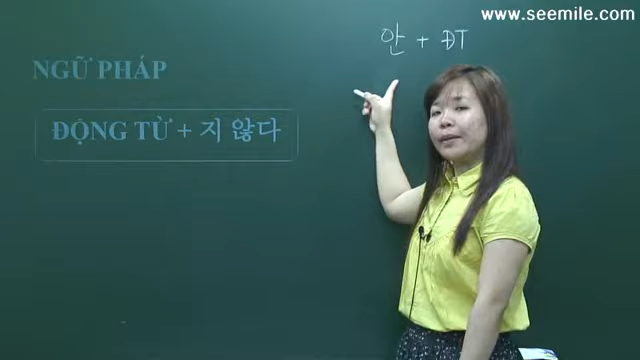 www.seemile.com
안 + ĐT
NGỮ PHÁP
ĐỘNG TỪ + 지 않다